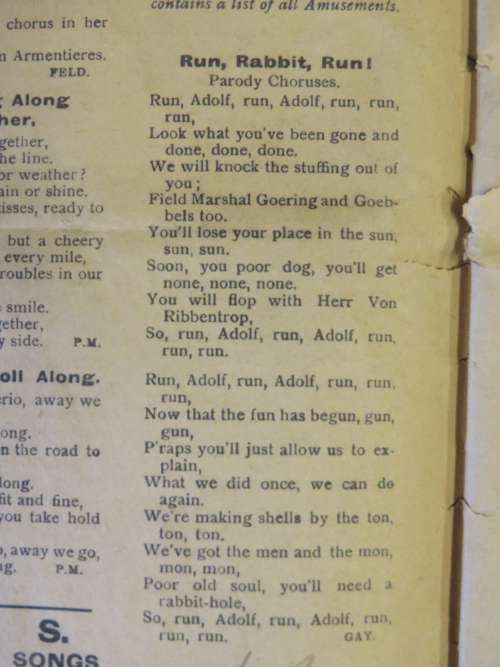 chorus in her
Armentieres.
FELD.
Along
her,
gether,
he line.
or weather?
ain or shine.
isses, ready to
but a cheery
every mile,
roubles in our
smile.
ether,
y side. P.M.
oll Along.
rio, away we
ong.
n the road to
long.
fit and fine,
you take hold
o, away we go,
ng. P.M.
S.
SONGS
contains a list of all Amusements.
Run, Rabbit, Run!
Parody Choruses.
Run, Adolf, run, Adolf, run, run,
run,
Look what you've been gone and
done, done, done.
We will knock the stuffing out of
you;
Field Marshal Goering and Goeb-
bels too.
You'll lose your place in the sun,
sun, sun.
Soon, you poor dog, you'll get
none, none, none.
You will flop with Herr Von
Ribbentrop,
So, run, Adolf, run, Adolf, run,
run, run.
Run, Adolf, run, Adolf, run, run,
run,
Now that the fun has begun, gun,
gun,
P'raps you'll just allow us to ex-
plain,
What we did once, we can do
again.
We're making shells by the ton,
ton, ton.
We've got the men and the mon,
mon, mon,
Poor old soul, you'll need a
rabbit-hole,
So, run, Adolf, run, Adolf, run,
run, run. GAY.